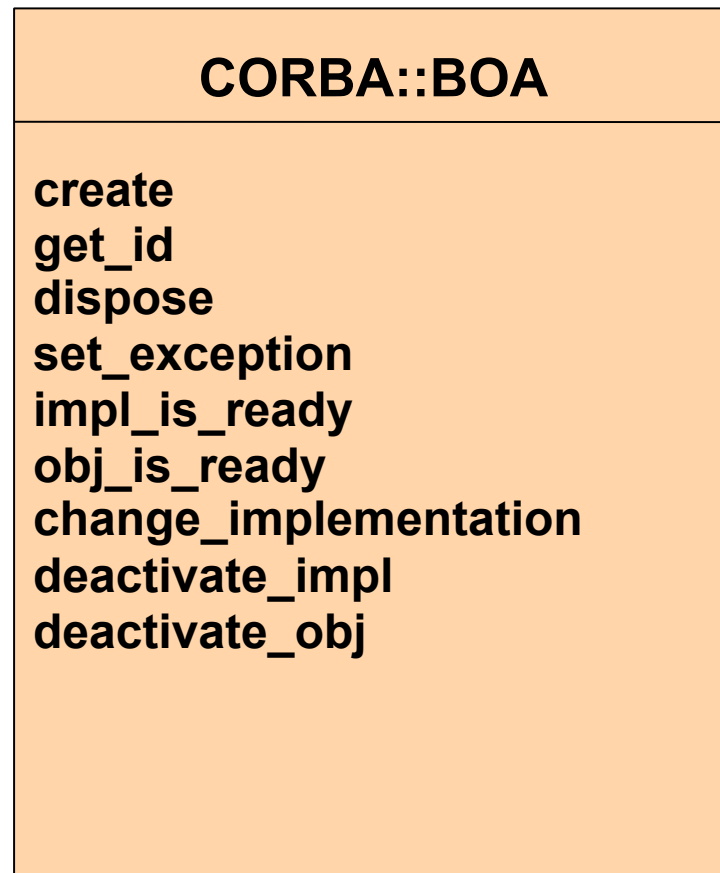 CORBA::BOA
create
get_id
dispose
set_exception
impl_is_ready
obj_is_ready
change_implementation
deactivate_impl
deactivate_obj